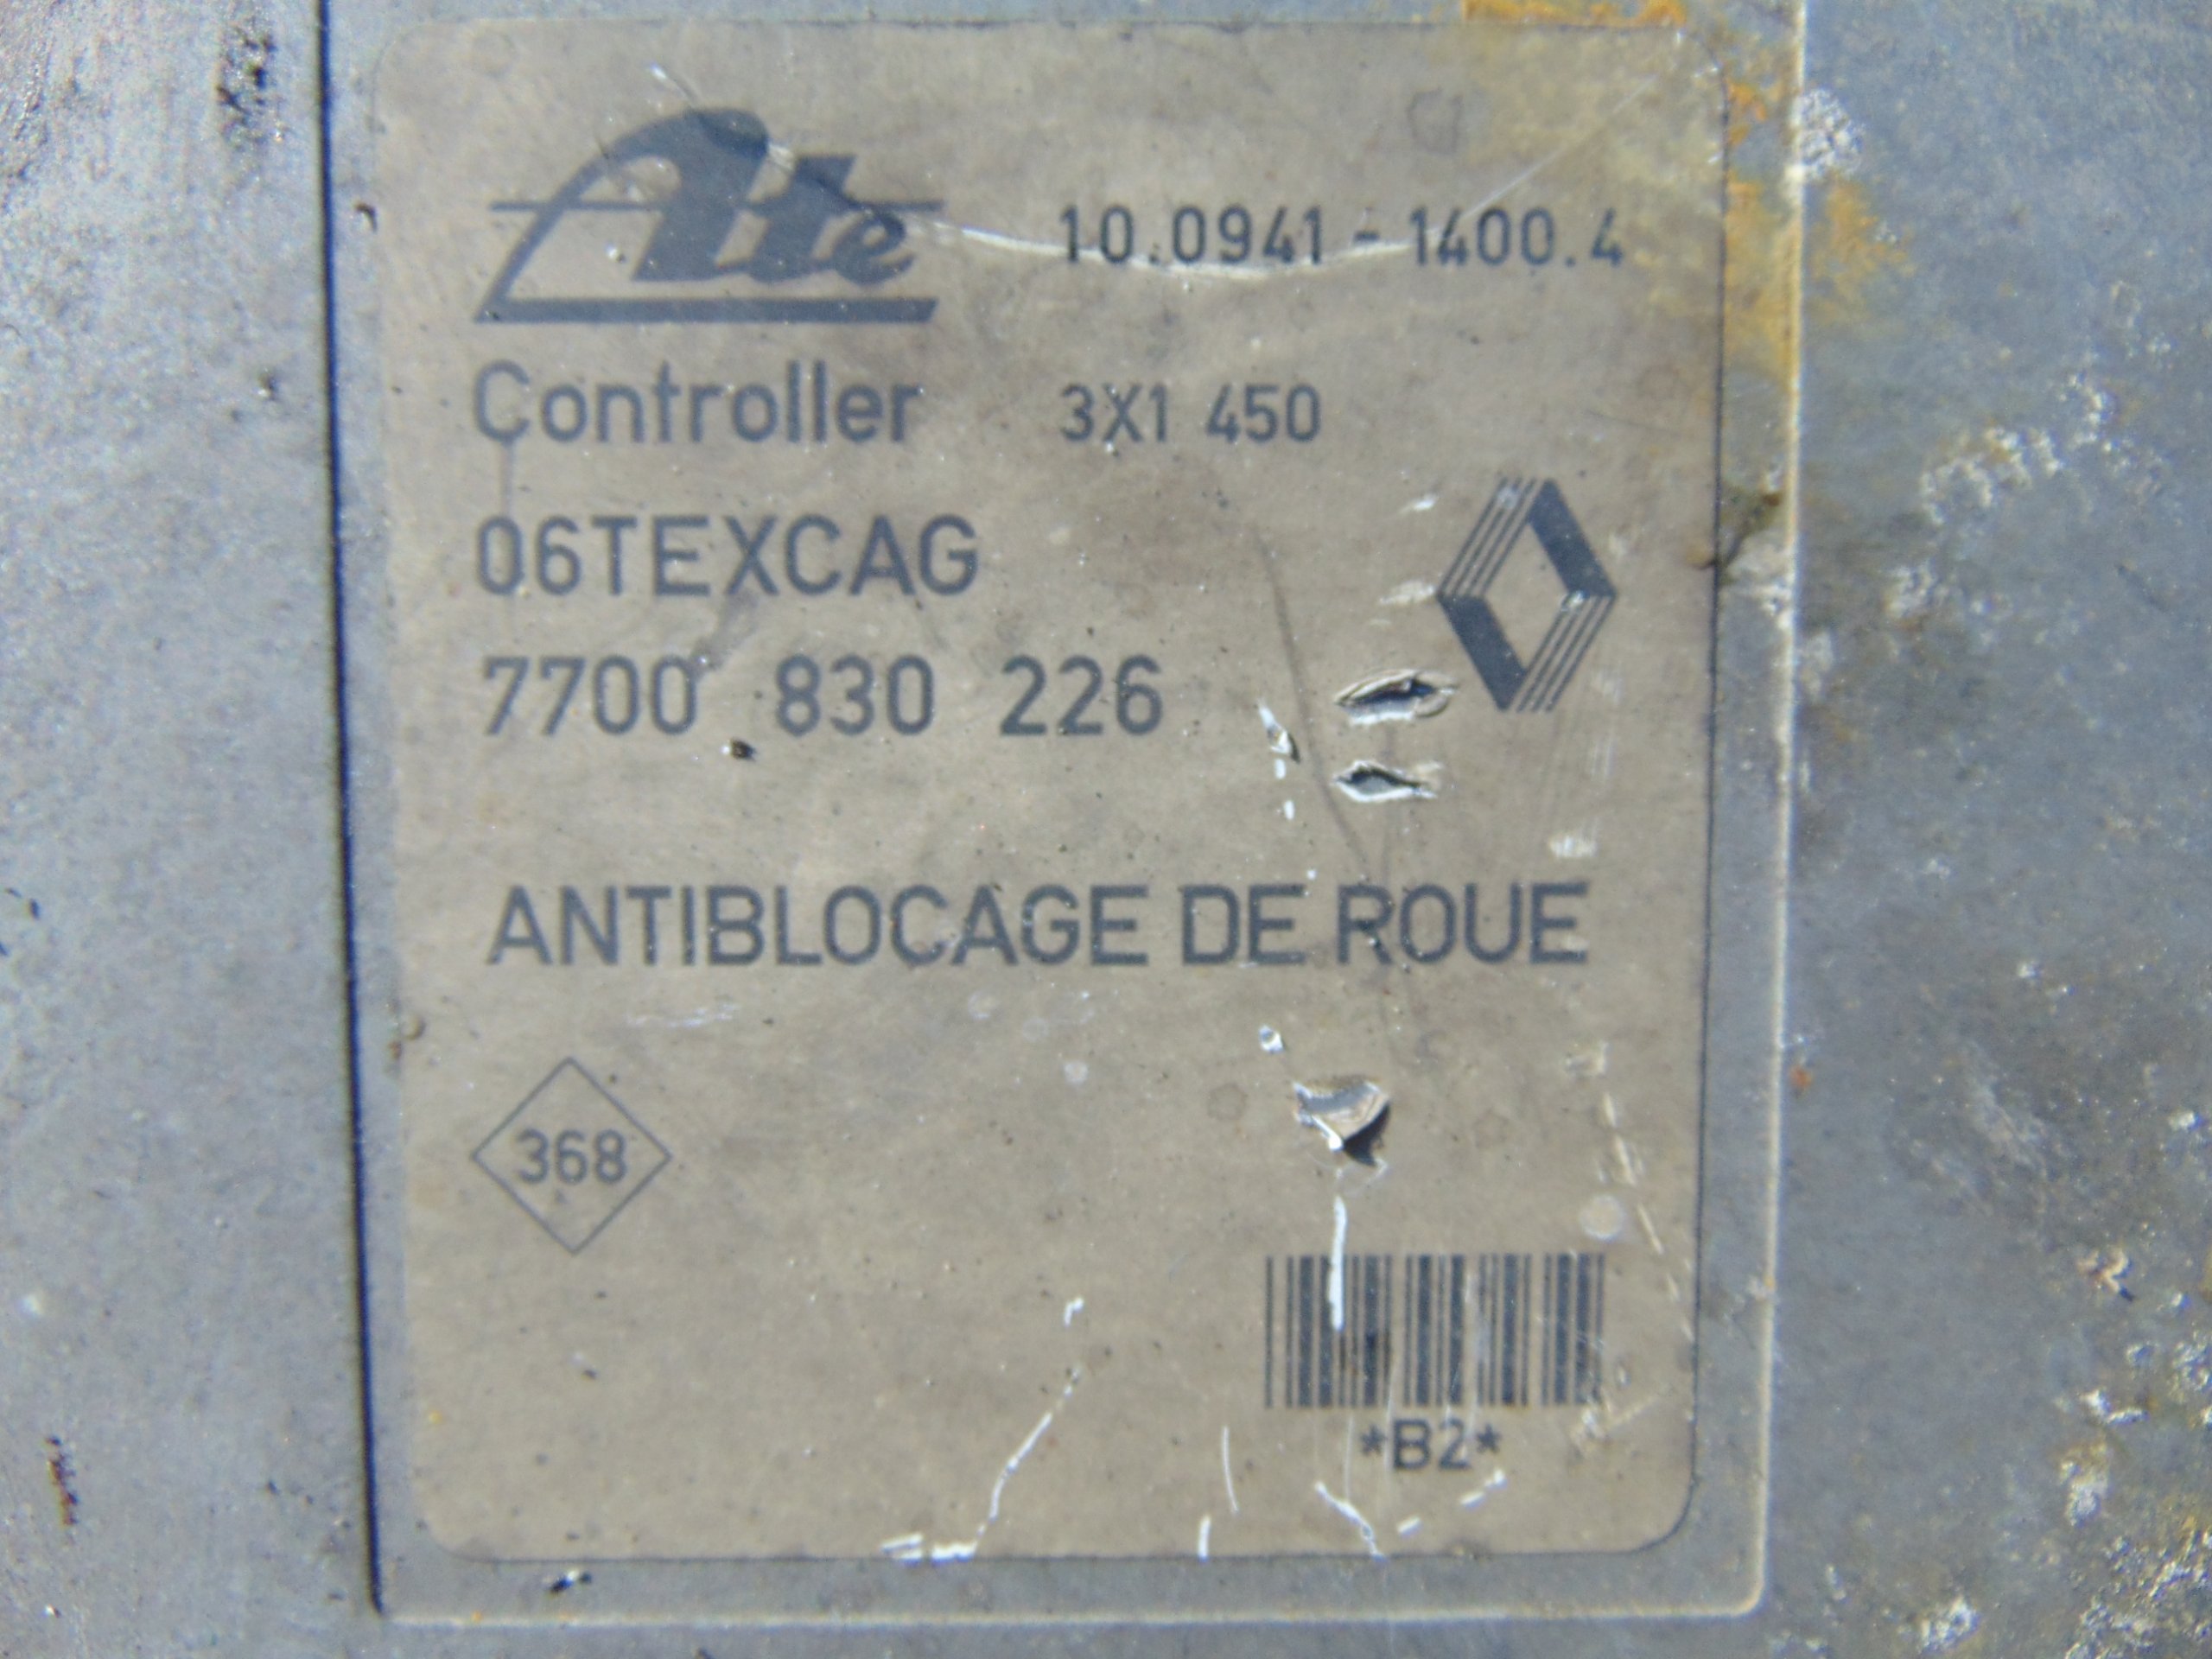 Ate 10.0941-1400.4
Controller 3X1 450
06TEXCAG
7700 830 226
ANTIBLOCAGE DE ROUE
368
*B2*